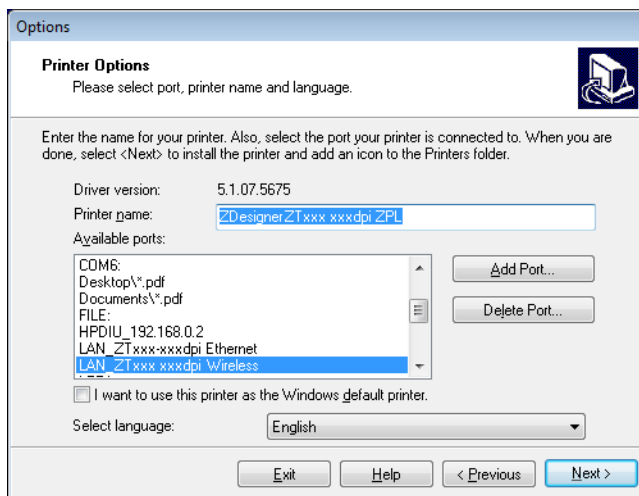 Options
Printer Options
Please select port, printer name and language.
Enter the name for your printer. Also, select the port your printer is connected to. When you are
done, select <Next> to install the printer and add an icon to the Printers folder.
Driver version: 5.1.07.5675
Printer name: ZDesignerZTxxx xxxdpi ZPL
Available ports:
COM6:
Desktop\*.pdf
Documents\*.pdf
FILE:
HPDIU_192.168.0.2
LAN_ZTxxx-xxxdpi Ethernet
LAN_ZTxxx xxxdpi Wireless
Add Port...
Delete Port...
I want to use this printer as the Windows default printer.
Select language: English
Exit Help < Previous Next >